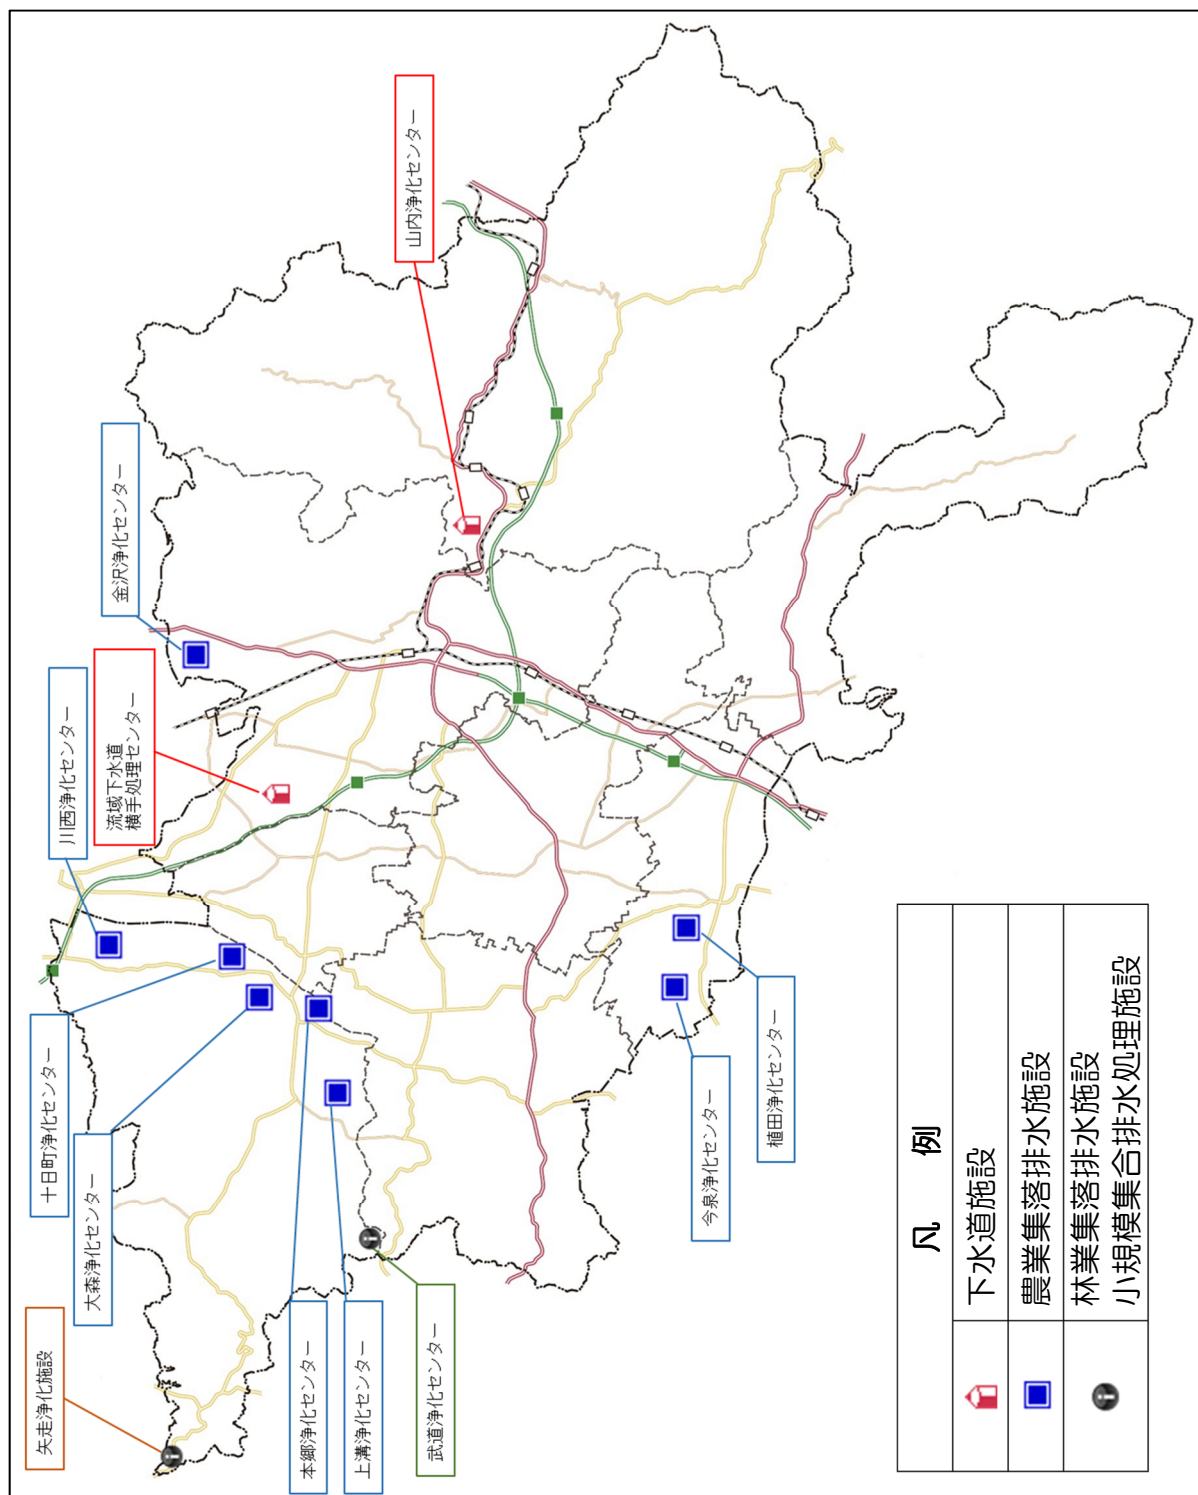 矢走浄化施設
十日町浄化センター
川西浄化センター
大森浄化センター
流域下水道
横手処理センター
金沢浄化センター
本郷浄化センター
上溝浄化センター
武道浄化センター
山内浄化センター
今泉浄化センター
植田浄化センター
凡 例
下水道施設
農業集落排水施設
林業集落排水施設
小規模集合排水処理施設